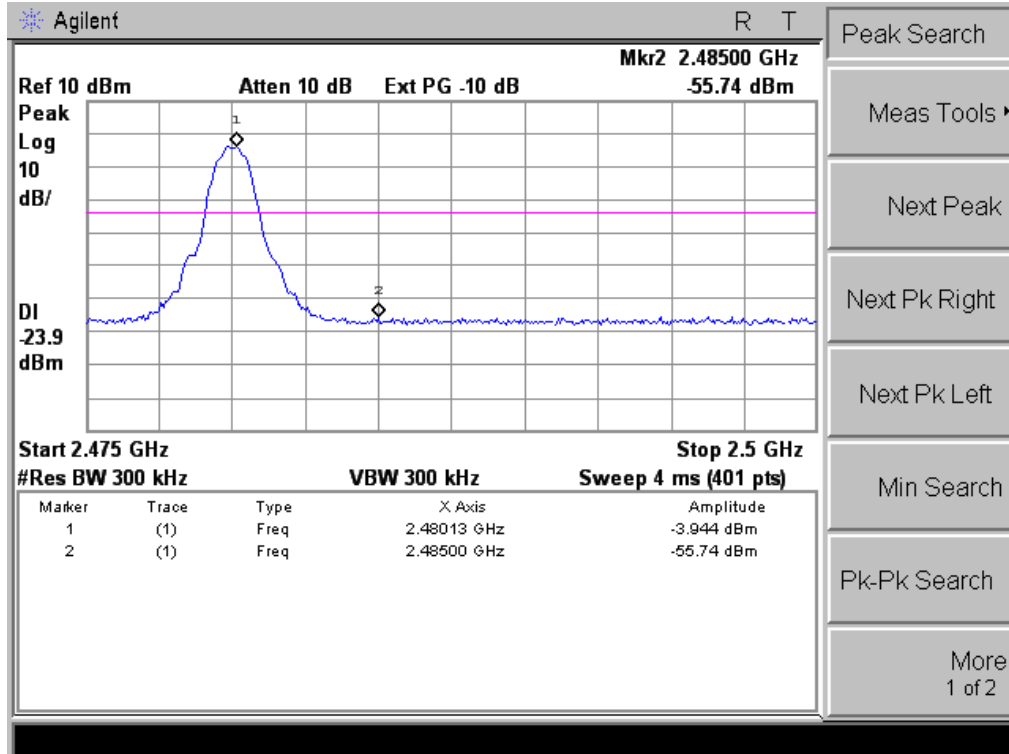 Agilent R T
Mkr2 2.48500 GHz
Ref 10 dBm Atten 10 dB Ext PG -10 dB -55.74 dBm
Peak
Log
10
dB/
1
2
DI
-23.9
dBm
Start 2.475 GHz Stop 2.5 GHz
#Res BW 300 kHz VBW 300 kHz Sweep 4 ms (401 pts)
Marker Trace Type X Axis Amplitude
1 (1) Freq 2.48013 GHz -3.944 dBm
2 (1) Freq 2.48500 GHz -55.74 dBm
Peak Search
Meas Tools
Next Peak
Next Pk Right
Next Pk Left
Min Search
Pk-Pk Search
More
1 of 2